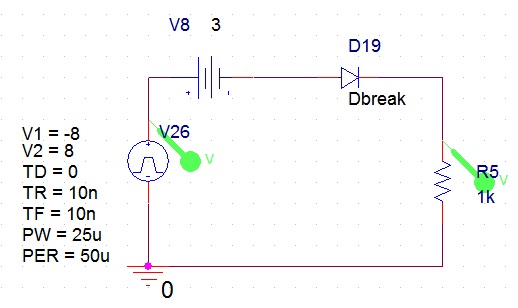 V8 3
D19
Dbreak
V26
V
V1 = -8
V2 = 8
TD = 0
TR = 10n
TF = 10n
PW = 25u
PER = 50u
R5
V
1k
0